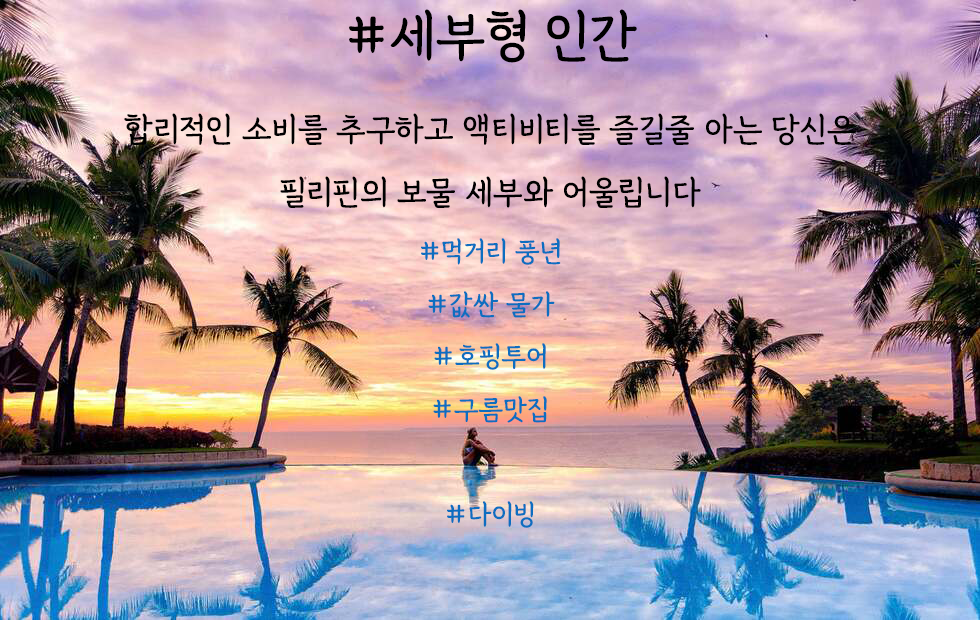 #세부형 인간
합리적인 소비를 추구하고 액티비티를 즐길줄 아는 당신은
필리핀의 보물 세부와 어울립니다
#먹거리 풍년
#값싼 물가
#호핑투어
#구름맛집
#다이빙